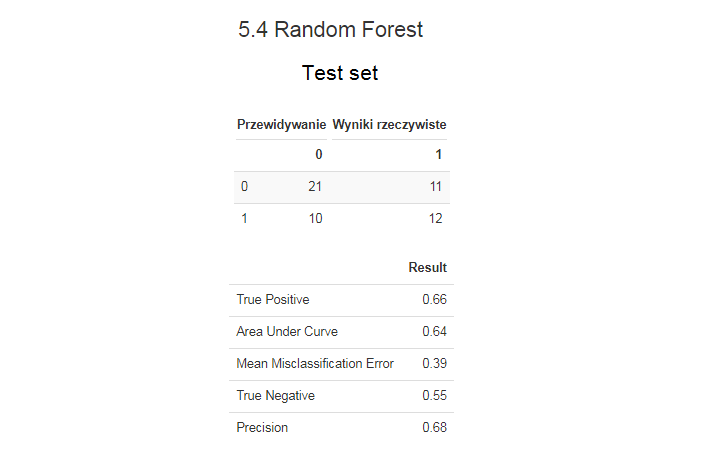 5.4 Random Forest
Test set
Przewidywanie Wyniki rzeczywiste
0 1
0 21 11
1 10 12
Result
True Positive 0.66
Area Under Curve 0.64
Mean Misclassification Error 0.39
True Negative 0.55
Precision 0.68